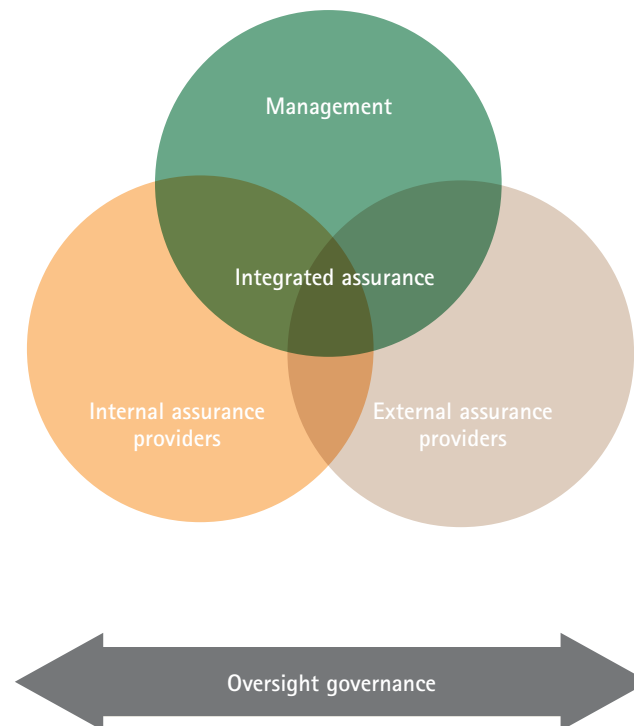 Management
Integrated assurance
Internal assurance
providers
External assurance
providers
Oversight governance